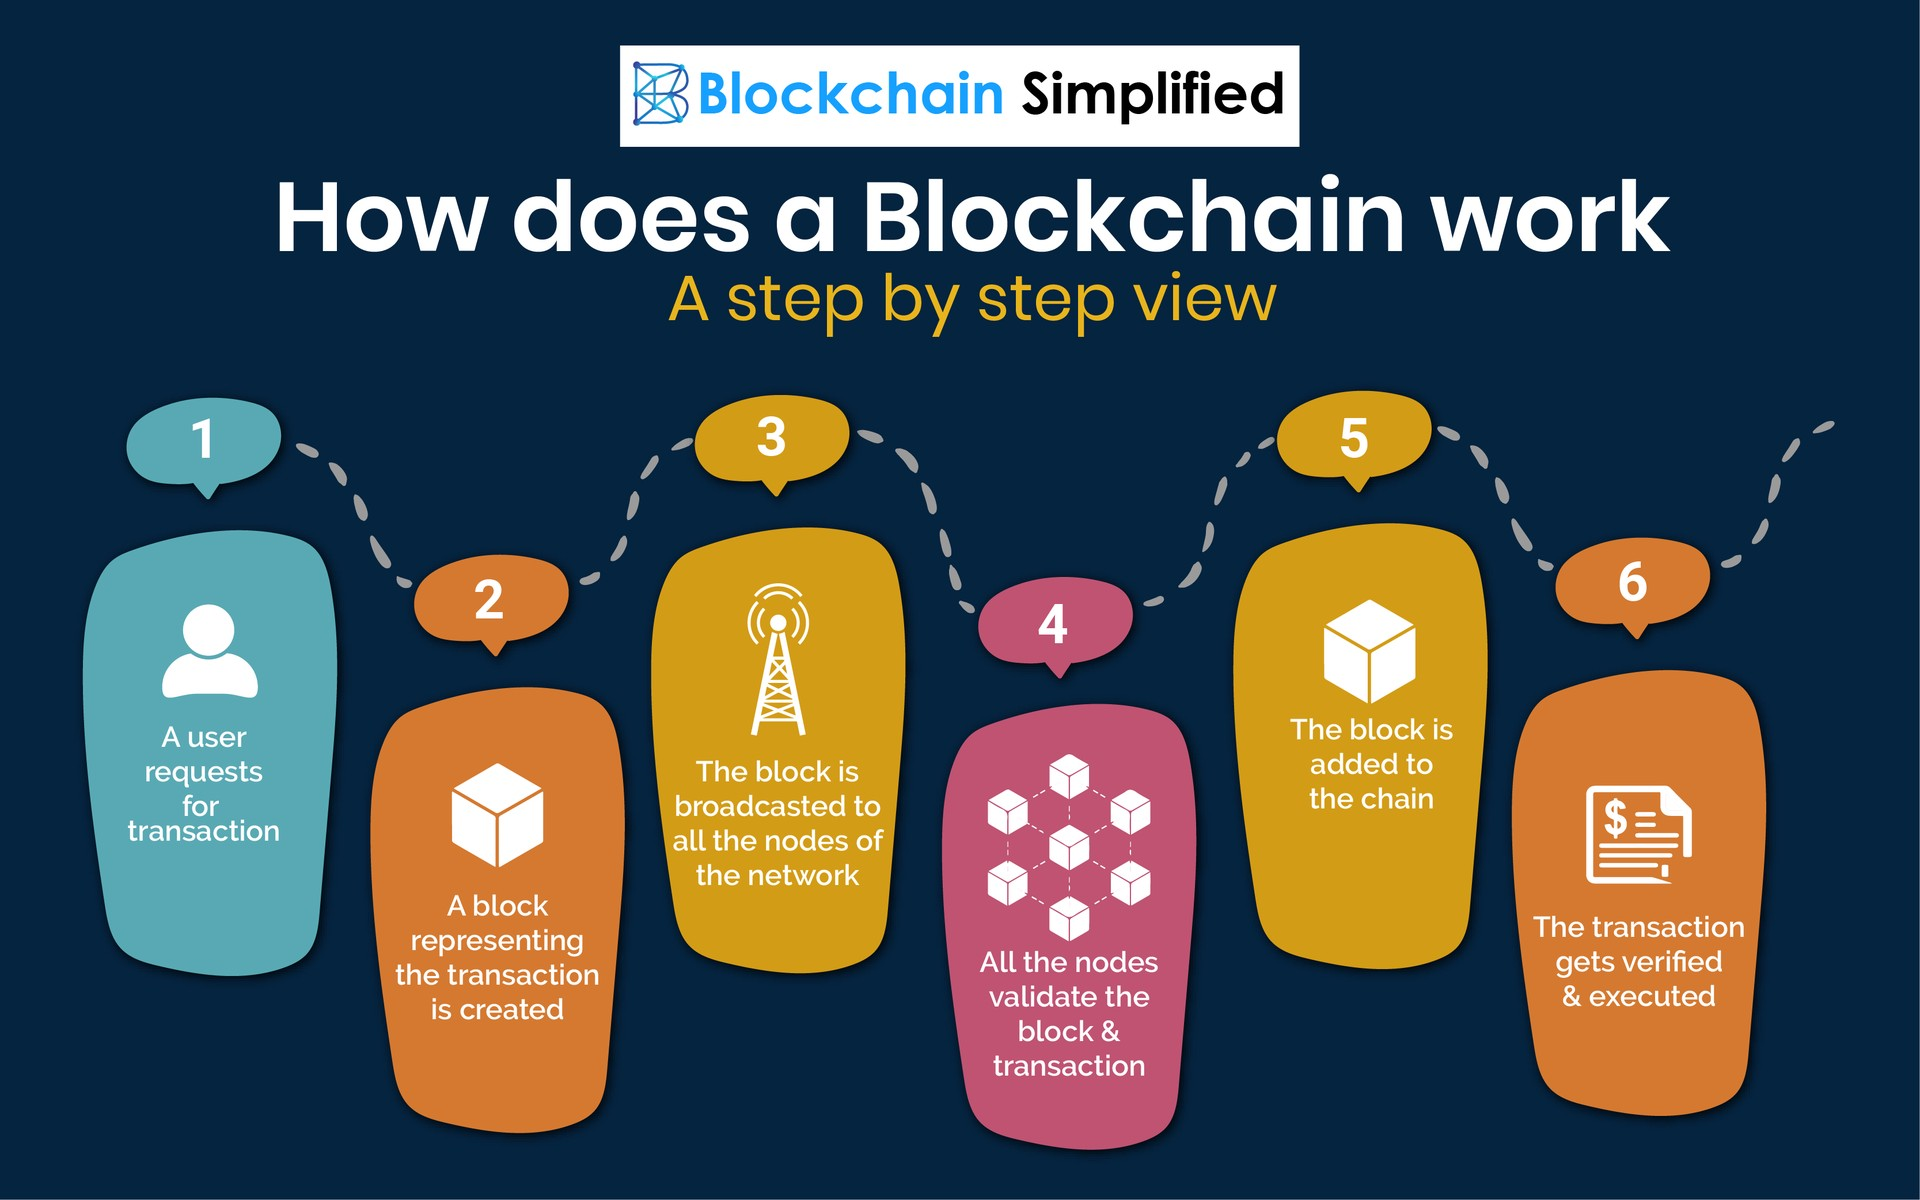 Blockchain Simplified
How does a Blockchain work
A step by step view
1
A user
requests
for
transaction
2
A block
representing
the transaction
is created
3
The block is
broadcasted to
all the nodes of
the network
4
All the nodes
validate the
block &
transaction
5
The block is
added to
the chain
6
$
The transaction
gets verified
& executed